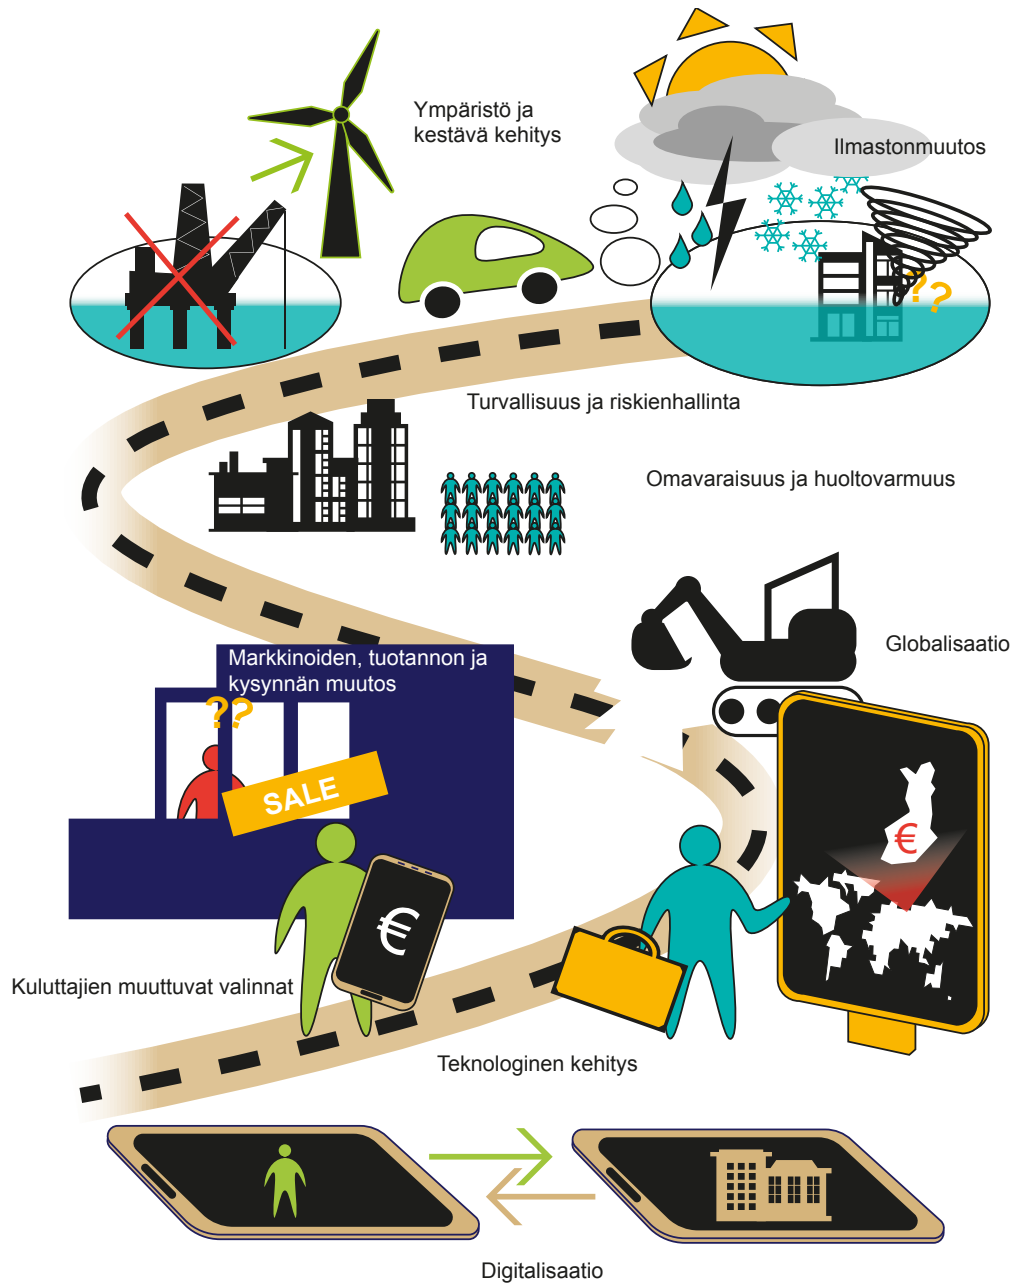 Ympäristö ja
kestävä kehitys
Ilmastonmuutos
??
Turvallisuus ja riskienhallinta
Omavaraisuus ja huoltovarmuus
Globalisaatio
Markkinoiden, tuotannon ja
kysynnän muutos
??
SALE
€
€
Kuluttajien muuttuvat valinnat
Teknologinen kehitys
Digitalisaatio